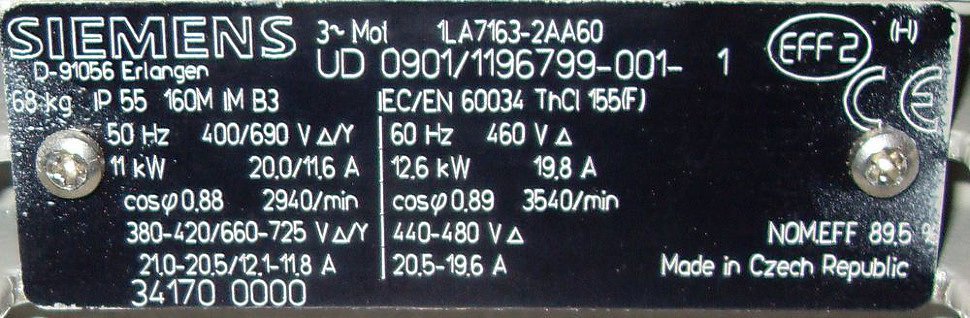 SIEMENS 3~ Mot 1LA7163-2AA60 EFF2 (H)
D-91056 Erlangen UD 0901/1196799-001- 1
68 kg IP 55 160M IM B3 IEC/EN 60034 Th.Cl. 155(F) CE
50 Hz 400/690 V Δ/Y 60 Hz 460 V Δ
11 kW 20.0/11.6 A 12.6 kW 19.8 A
cosφ 0.88 2940/min cosφ 0.89 3540/min
380-420/660-725 V Δ/Y 440-480 V Δ NOM.EFF 89.5 %
21.0-20.5/12.1-11.8 A 20.5-19.6 A Made in Czech Republic
34170 0000